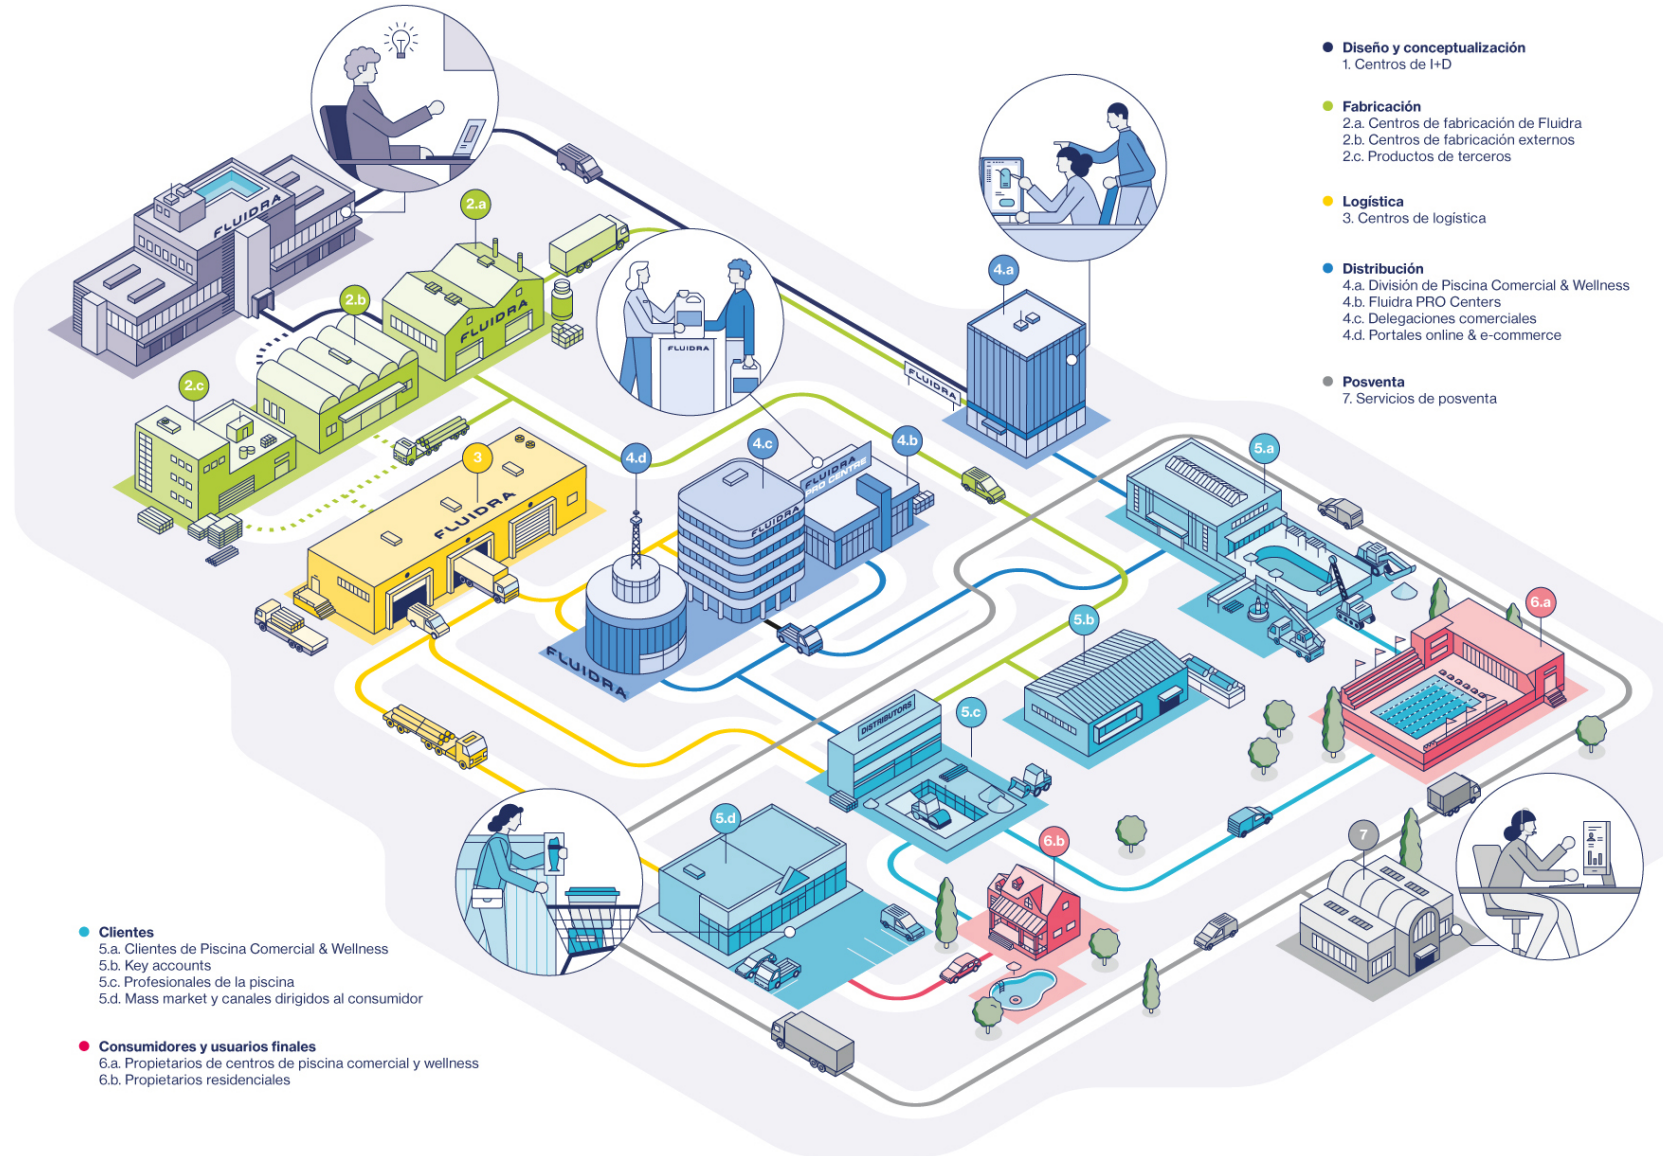 Diseño y conceptualización
1. Centros de I+D
Fabricación
2.a. Centros de fabricación de Fluidra
2.b. Centros de fabricación externos
2.c. Productos de terceros
Logística
3. Centros de logística
Distribución
4.a. División de Piscina Comercial & Wellness
4.b. Fluidra PRO Centers
4.c. Delegaciones comerciales
4.d. Portales online & e-commerce
Posventa
7. Servicios de posventa
FLUIDRA
2.a
FLUIDRA
2.b
2.c
FLUIDRA
4.a
FLUIDRA
3
FLUIDRA
4.d
4.c
4.b
FLUIDRA
PRO CENTRE
FLUIDRA
FLUIDRA
5.a
5.b
6.a
5.c
DISTRIBUTORS
5.d
6.b
7
Clientes
5.a. Clientes de Piscina Comercial & Wellness
5.b. Key accounts
5.c. Profesionales de la piscina
5.d. Mass market y canales dirigidos al consumidor
Consumidores y usuarios finales
6.a. Propietarios de centros de piscina comercial y wellness
6.b. Propietarios residenciales